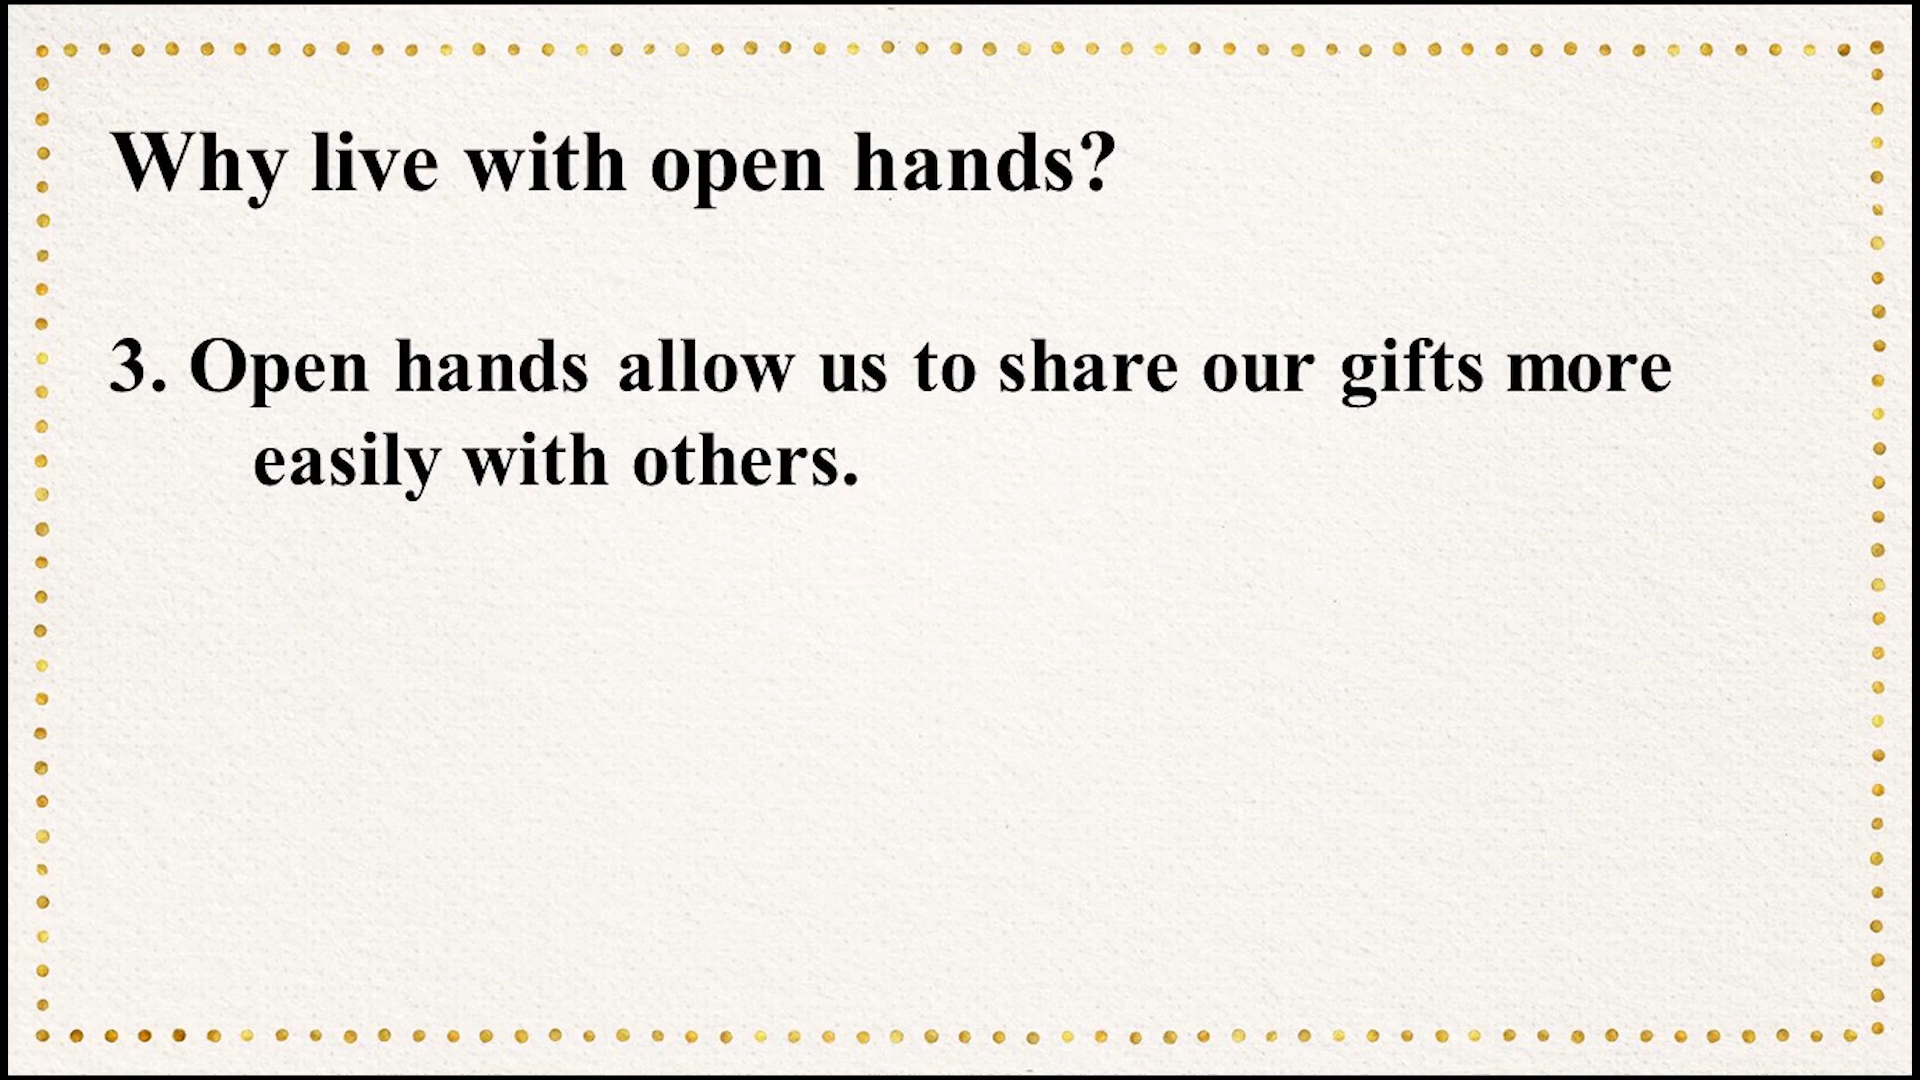 Why live with open hands?
3. Open hands allow us to share our gifts more
easily with others.